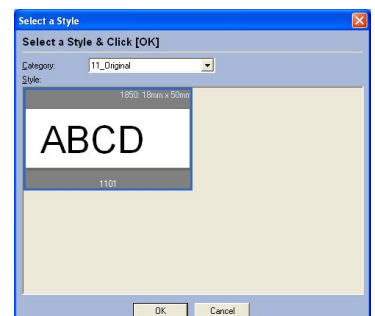 Select a Style
Select a Style & Click [OK]
Category: 11_Original
Style:
1850: 18mm x 50mm
ABCD
1101
OK Cancel